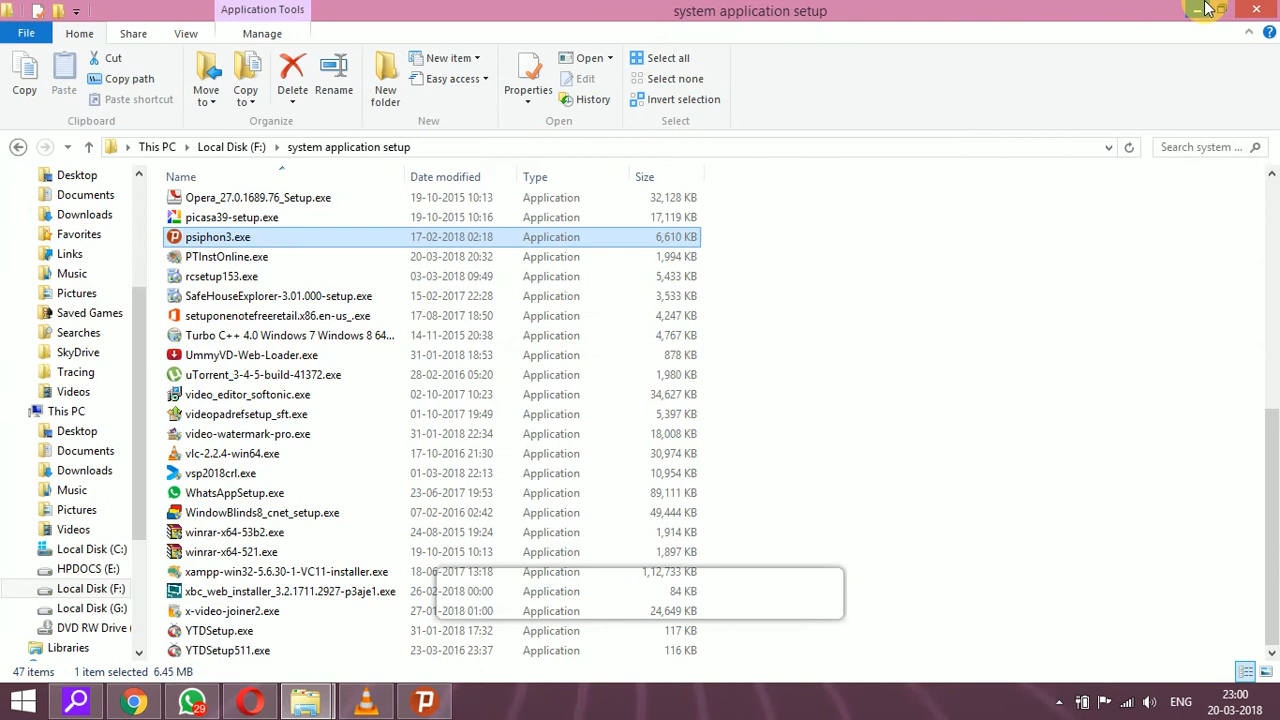 Application Tools
system application setup
File
Home
Share
View
Manage
Copy
Paste
Cut
Copy path
Paste shortcut
Clipboard
Move to
Copy to
Delete
Rename
Organize
New folder
New item
Easy access
New
Properties
Open
Edit
History
Open
Select all
Select none
Invert selection
Select
This PC
Local Disk (F:)
system application setup
Search system ...
Name Date modified Type Size
Opera_27.0.1689.76_Setup.exe 19-10-2015 10:13 Application 32,128 KB
picasa39-setup.exe 19-10-2015 10:16 Application 17,119 KB
psiphon3.exe 17-02-2018 02:18 Application 6,610 KB
PTInstOnline.exe 20-03-2018 20:32 Application 1,994 KB
rcsetup153.exe 03-03-2018 09:49 Application 5,433 KB
SafeHouseExplorer-3.01.000-setup.exe 15-02-2017 22:28 Application 3,533 KB
setuponenotefreeretail.x86.en-us_.exe 17-08-2017 18:50 Application 4,247 KB
Turbo C++ 4.0 Windows 7 Windows 8 64... 14-11-2015 20:38 Application 4,767 KB
UmmyVD-Web-Loader.exe 31-01-2018 18:53 Application 878 KB
uTorrent_3-4-5-build-41372.exe 28-02-2016 05:20 Application 1,980 KB
video_editor_softonic.exe 02-10-2017 10:23 Application 34,627 KB
videopadrefsetup_sft.exe 01-10-2017 19:49 Application 5,397 KB
video-watermark-pro.exe 31-01-2018 22:34 Application 18,008 KB
vlc-2.2.4-win64.exe 17-10-2016 21:30 Application 30,974 KB
vsp2018crl.exe 01-03-2018 22:13 Application 10,954 KB
WhatsAppSetup.exe 23-06-2017 19:53 Application 89,111 KB
WindowBlinds8_cnet_setup.exe 07-02-2016 02:42 Application 49,444 KB
winrar-x64-53b2.exe 24-08-2015 19:24 Application 1,914 KB
winrar-x64-521.exe 19-10-2015 10:13 Application 1,897 KB
xampp-win32-5.6.30-1-VC11-installer.exe 18-06-2017 13:18 Application 1,12,733 KB
xbc_web_installer_3.2.1711.2927-p3aje1.exe 26-02-2018 00:00 Application 84 KB
x-video-joiner2.exe 27-01-2018 01:00 Application 24,649 KB
YTDSetup.exe 31-01-2018 17:32 Application 117 KB
YTDSetup511.exe 23-03-2016 23:37 Application 116 KB
Desktop
Documents
Downloads
Favorites
Links
Music
Pictures
Saved Games
Searches
SkyDrive
Tracing
Videos
This PC
Desktop
Documents
Downloads
Music
Pictures
Videos
Local Disk (C:)
HPDOCS (E:)
Local Disk (F:)
Local Disk (G:)
DVD RW Drive (
Libraries
47 items 1 item selected 6.45 MB
29
ENG
23:00
20-03-2018